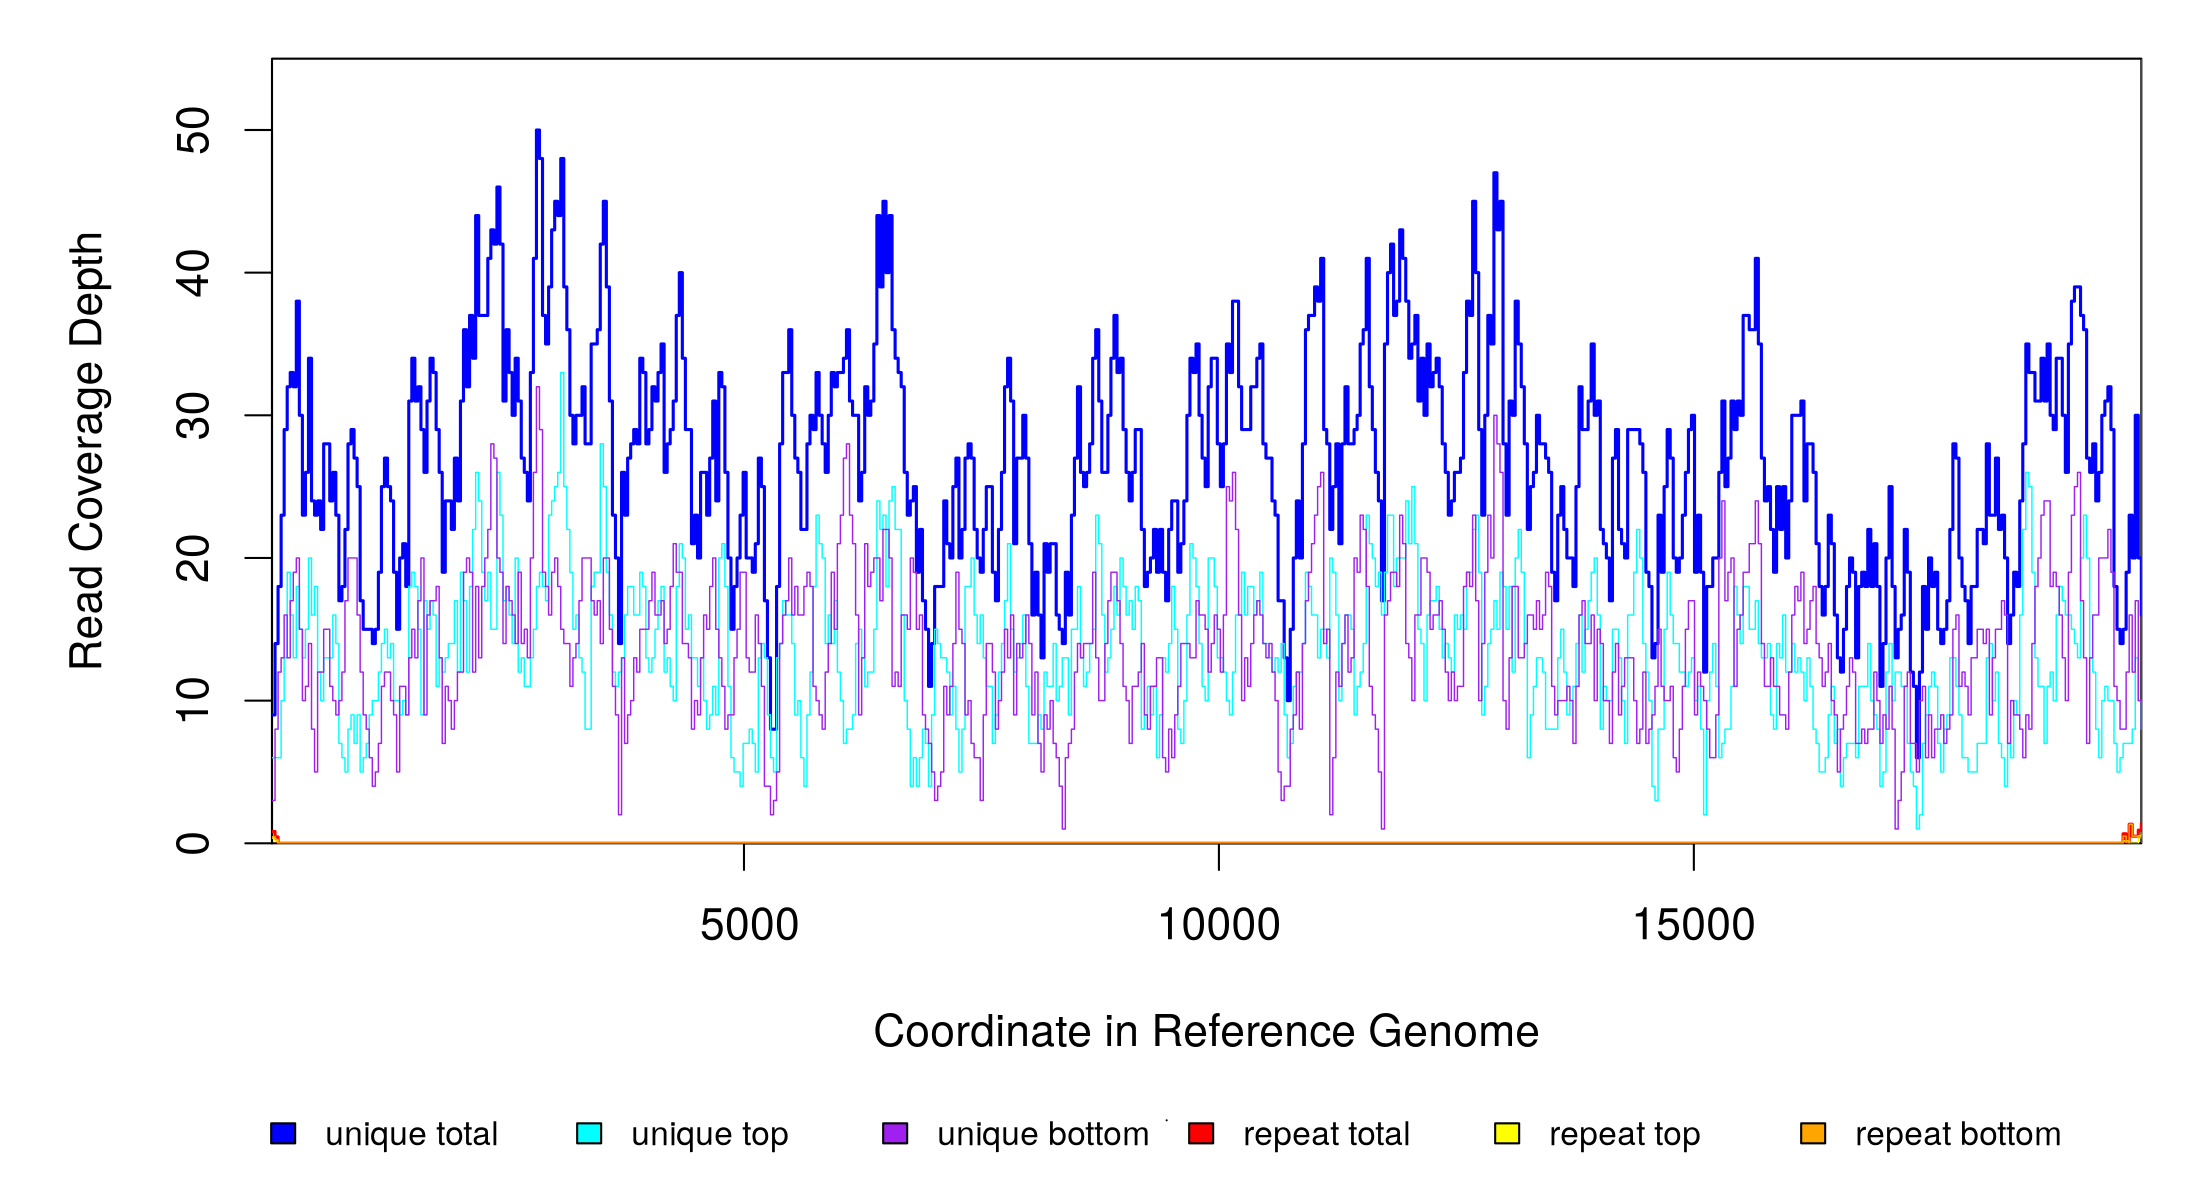 Read Coverage Depth
50
40
30
20
10
0
5000 10000 15000
Coordinate in Reference Genome
unique total unique top unique bottom repeat total repeat top repeat bottom